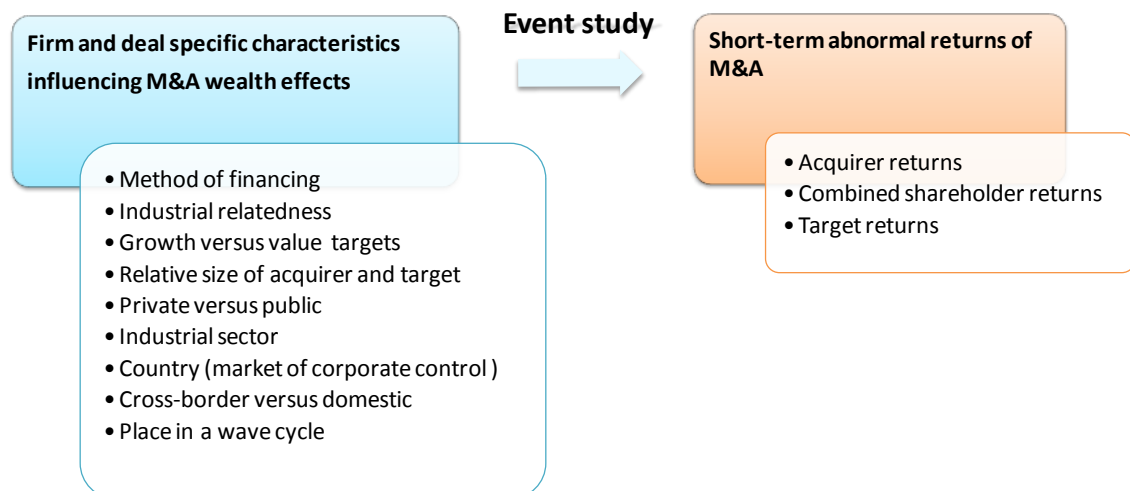 Event study
Firm and deal specific characteristics
influencing M&A wealth effects
Short-term abnormal returns of
M&A
• Method of financing
• Industrial relatedness
• Growth versus value targets
• Relative size of acquirer and target
• Private versus public
• Industrial sector
• Country (market of corporate control )
• Cross-border versus domestic
• Place in a wave cycle
• Acquirer returns
• Combined shareholder returns
• Target returns